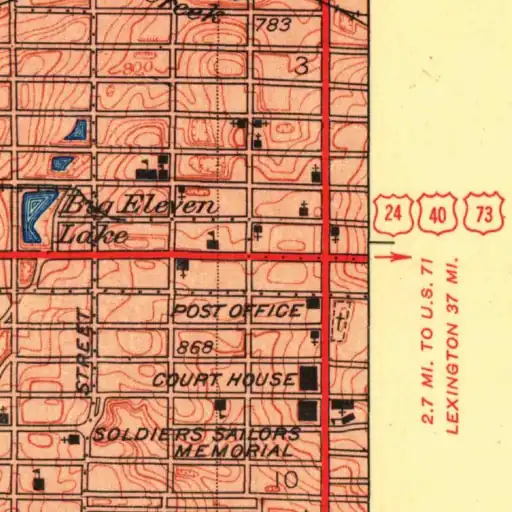 Creek
783
3
800
Big Eleven
Lake
24
40
73
2.7 MI. TO U.S. 71
LEXINGTON 37 MI.
POST OFFICE
868
STREET
COURT HOUSE
SOLDIERS SAILORS
MEMORIAL
10